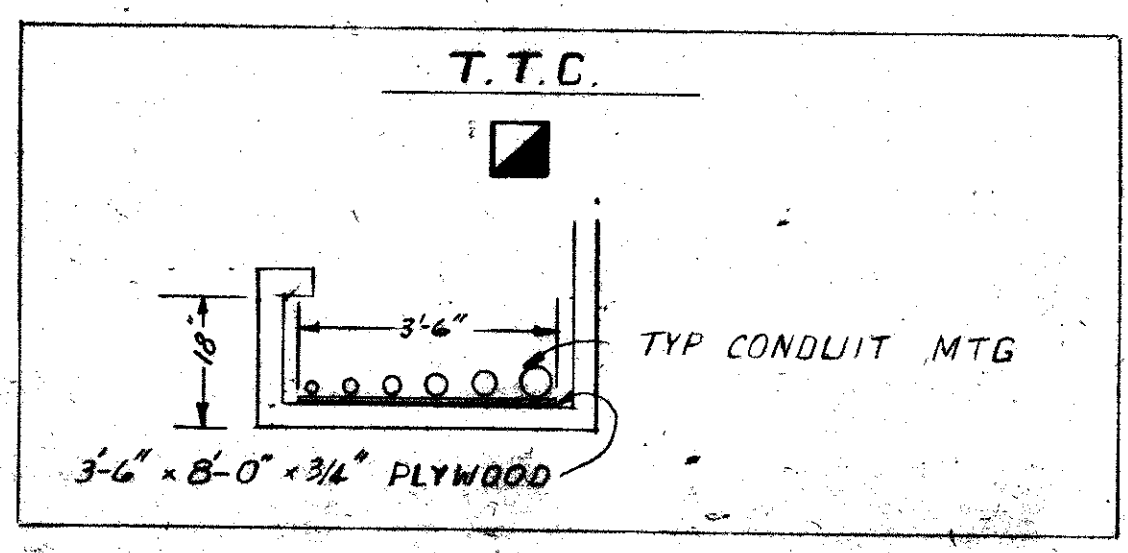 T.T.C.
3'-6"
18"
TYP CONDUIT MTG
3'-6" x 8'-0" x 3/4" PLYWOOD